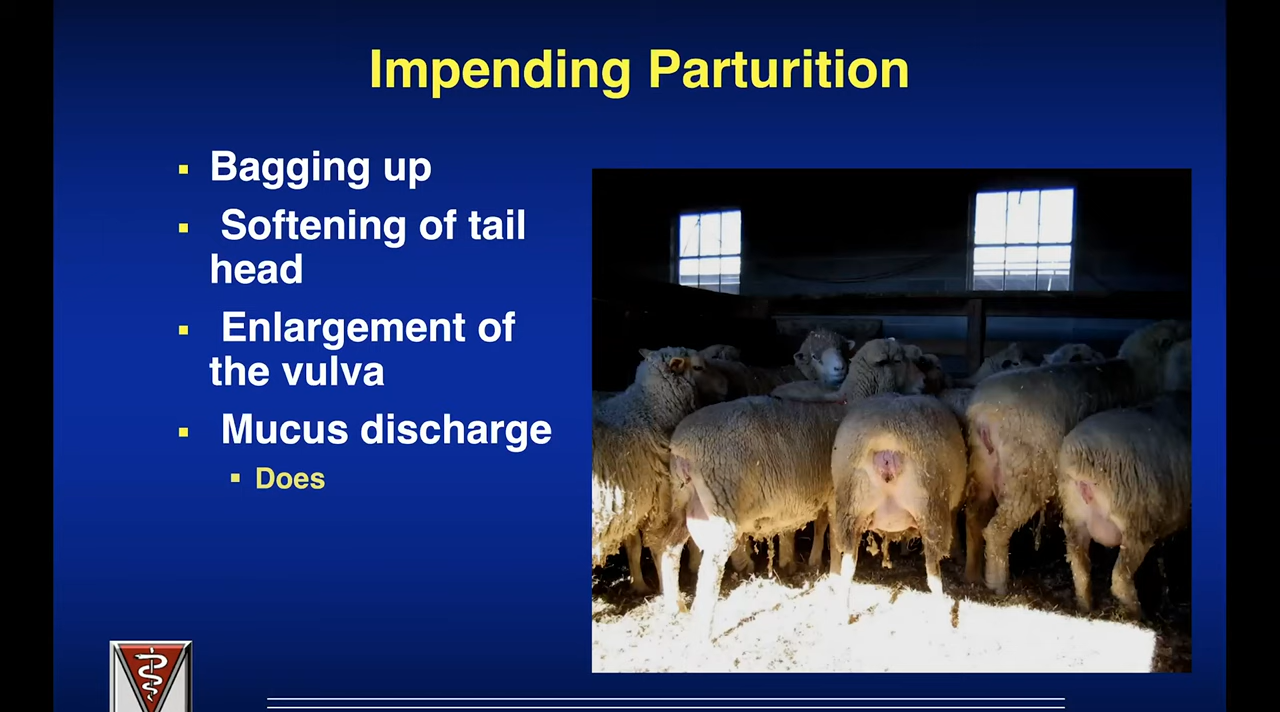 Impending Parturition
▪ Bagging up
▪ Softening of tail
head
▪ Enlargement of
the vulva
▪ Mucus discharge
▪ Does